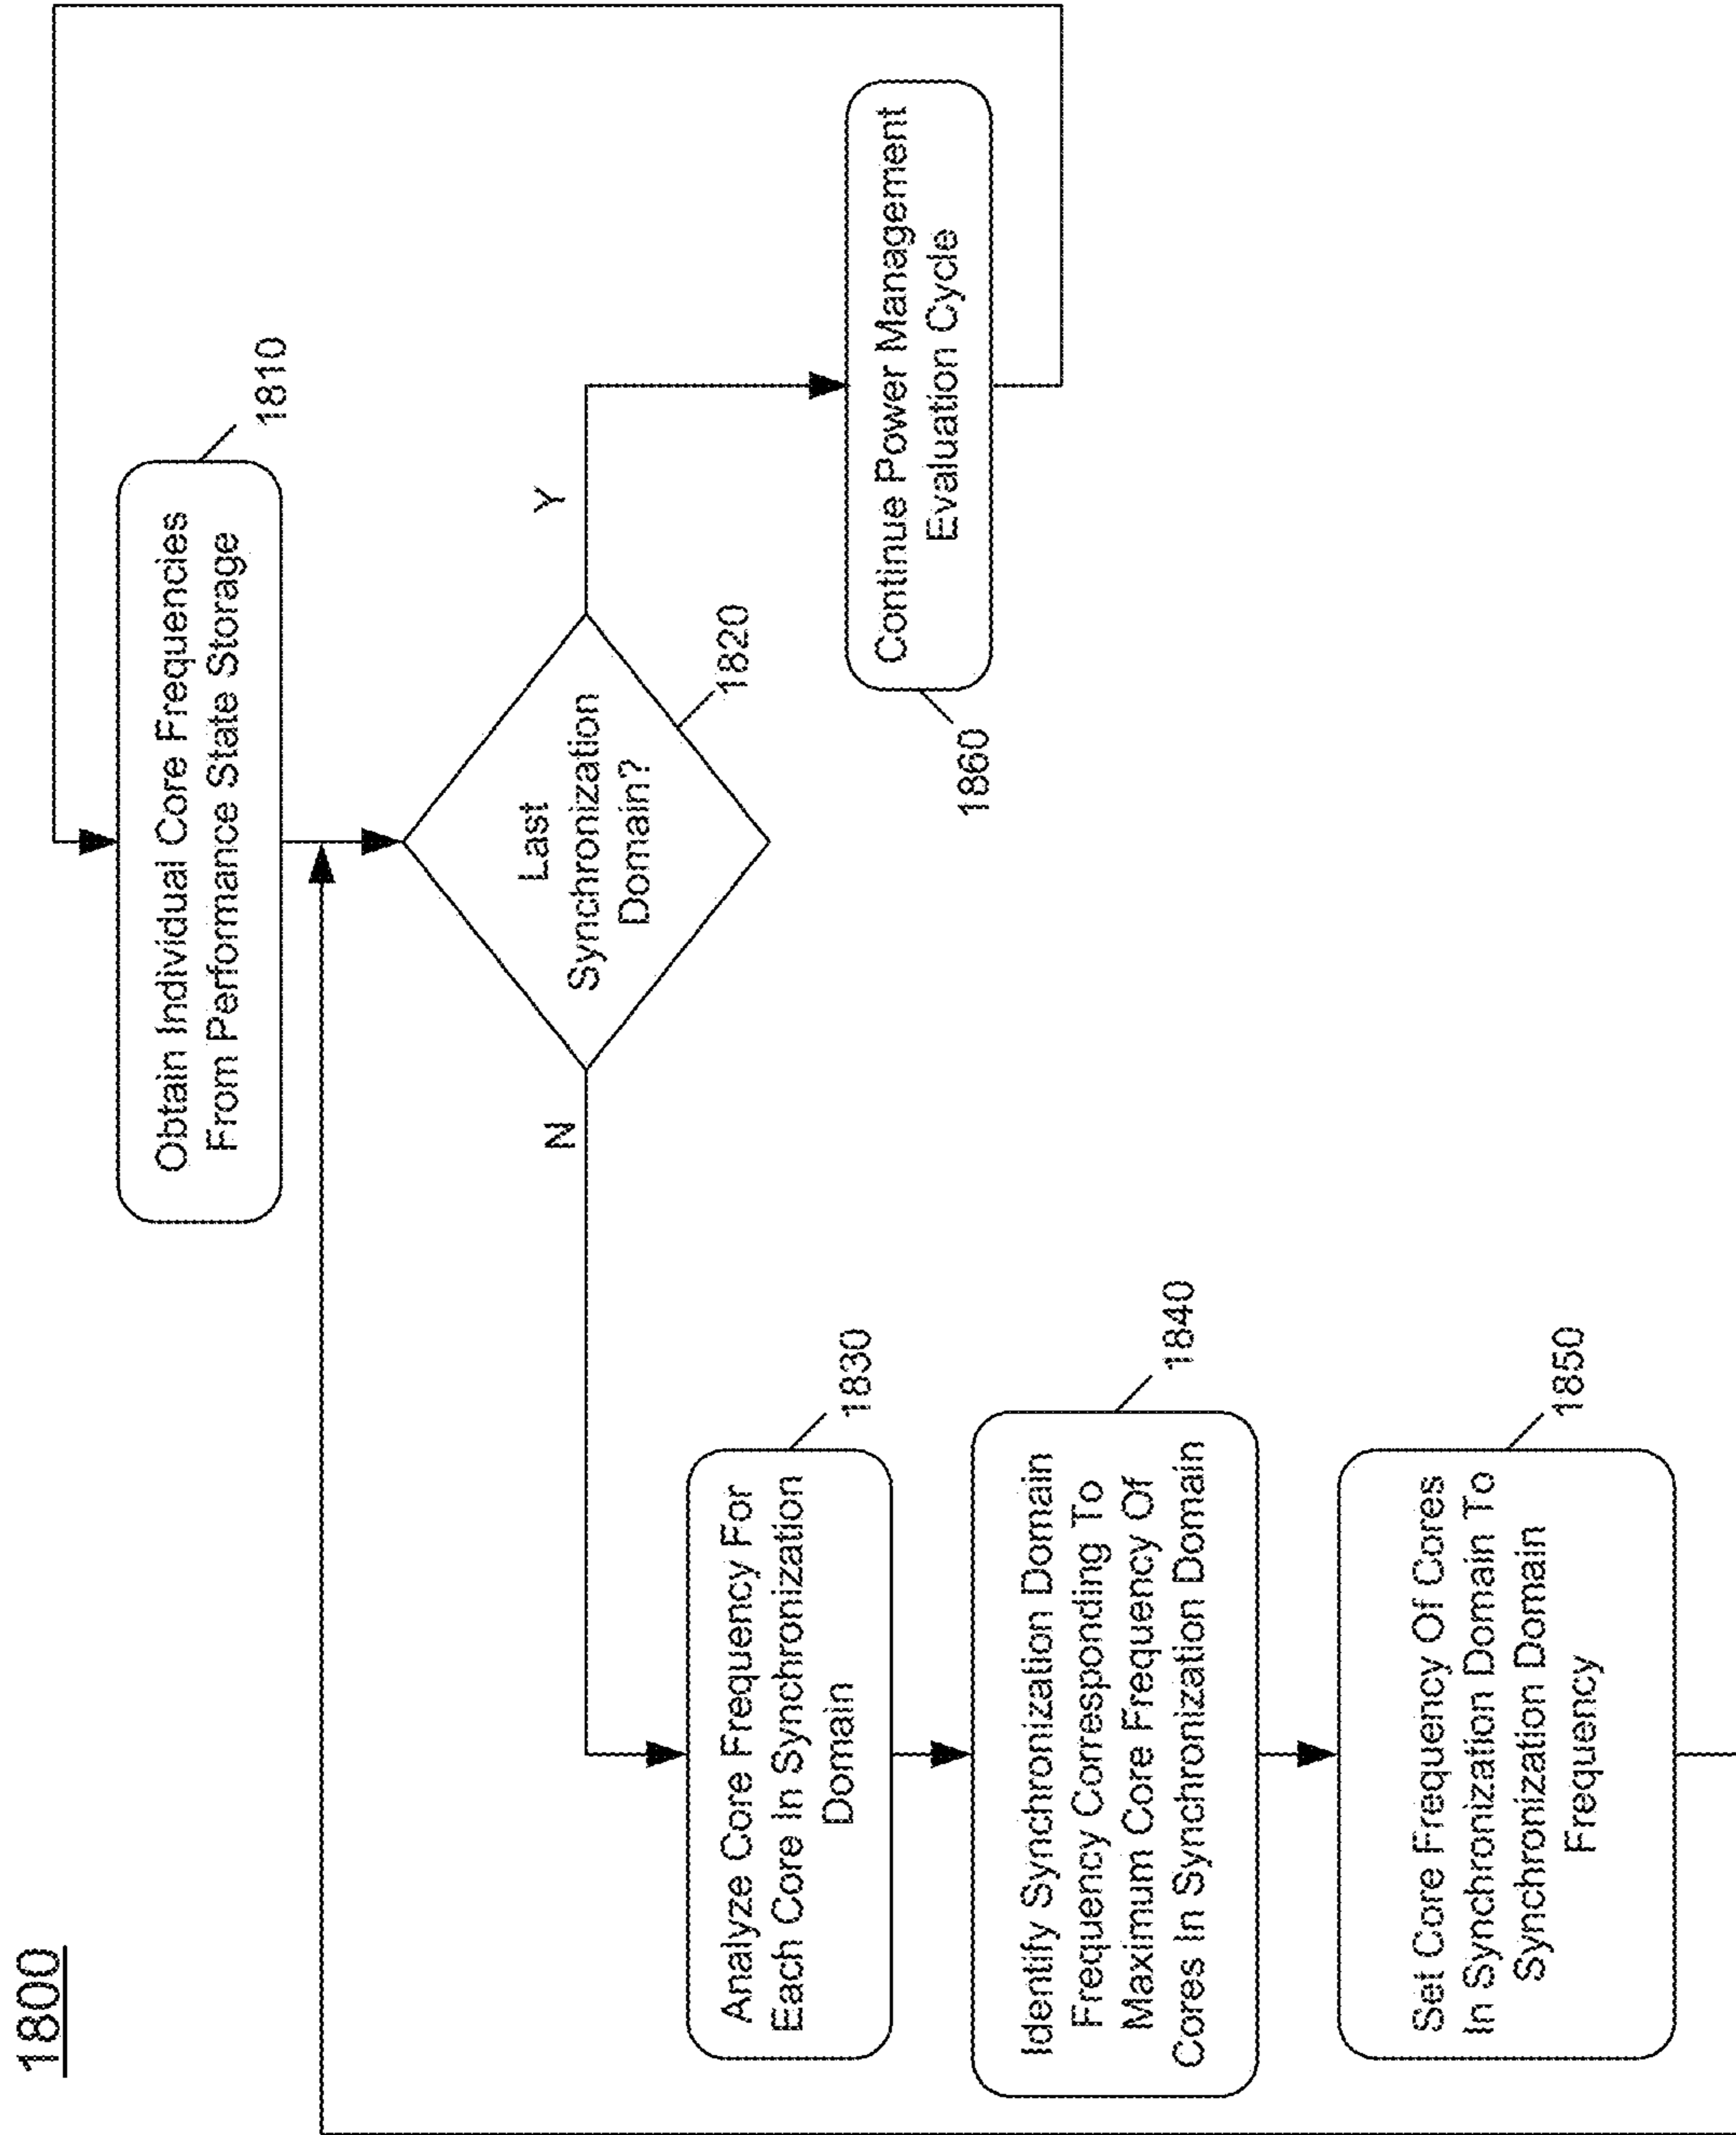 1800
Obtain Individual Core Frequencies
From Performance State Storage
1810
Last
Synchronization
Domain?
1820
N
Y
Analyze Core Frequency For
Each Core In Synchronization
Domain
1830
Continue Power Management
Evaluation Cycle
1860
Identify Synchronization Domain
Frequency Corresponding To
Maximum Core Frequency Of
Cores In Synchronization Domain
1840
Set Core Frequency Of Cores
In Synchronization Domain To
Synchronization Domain
Frequency
1850